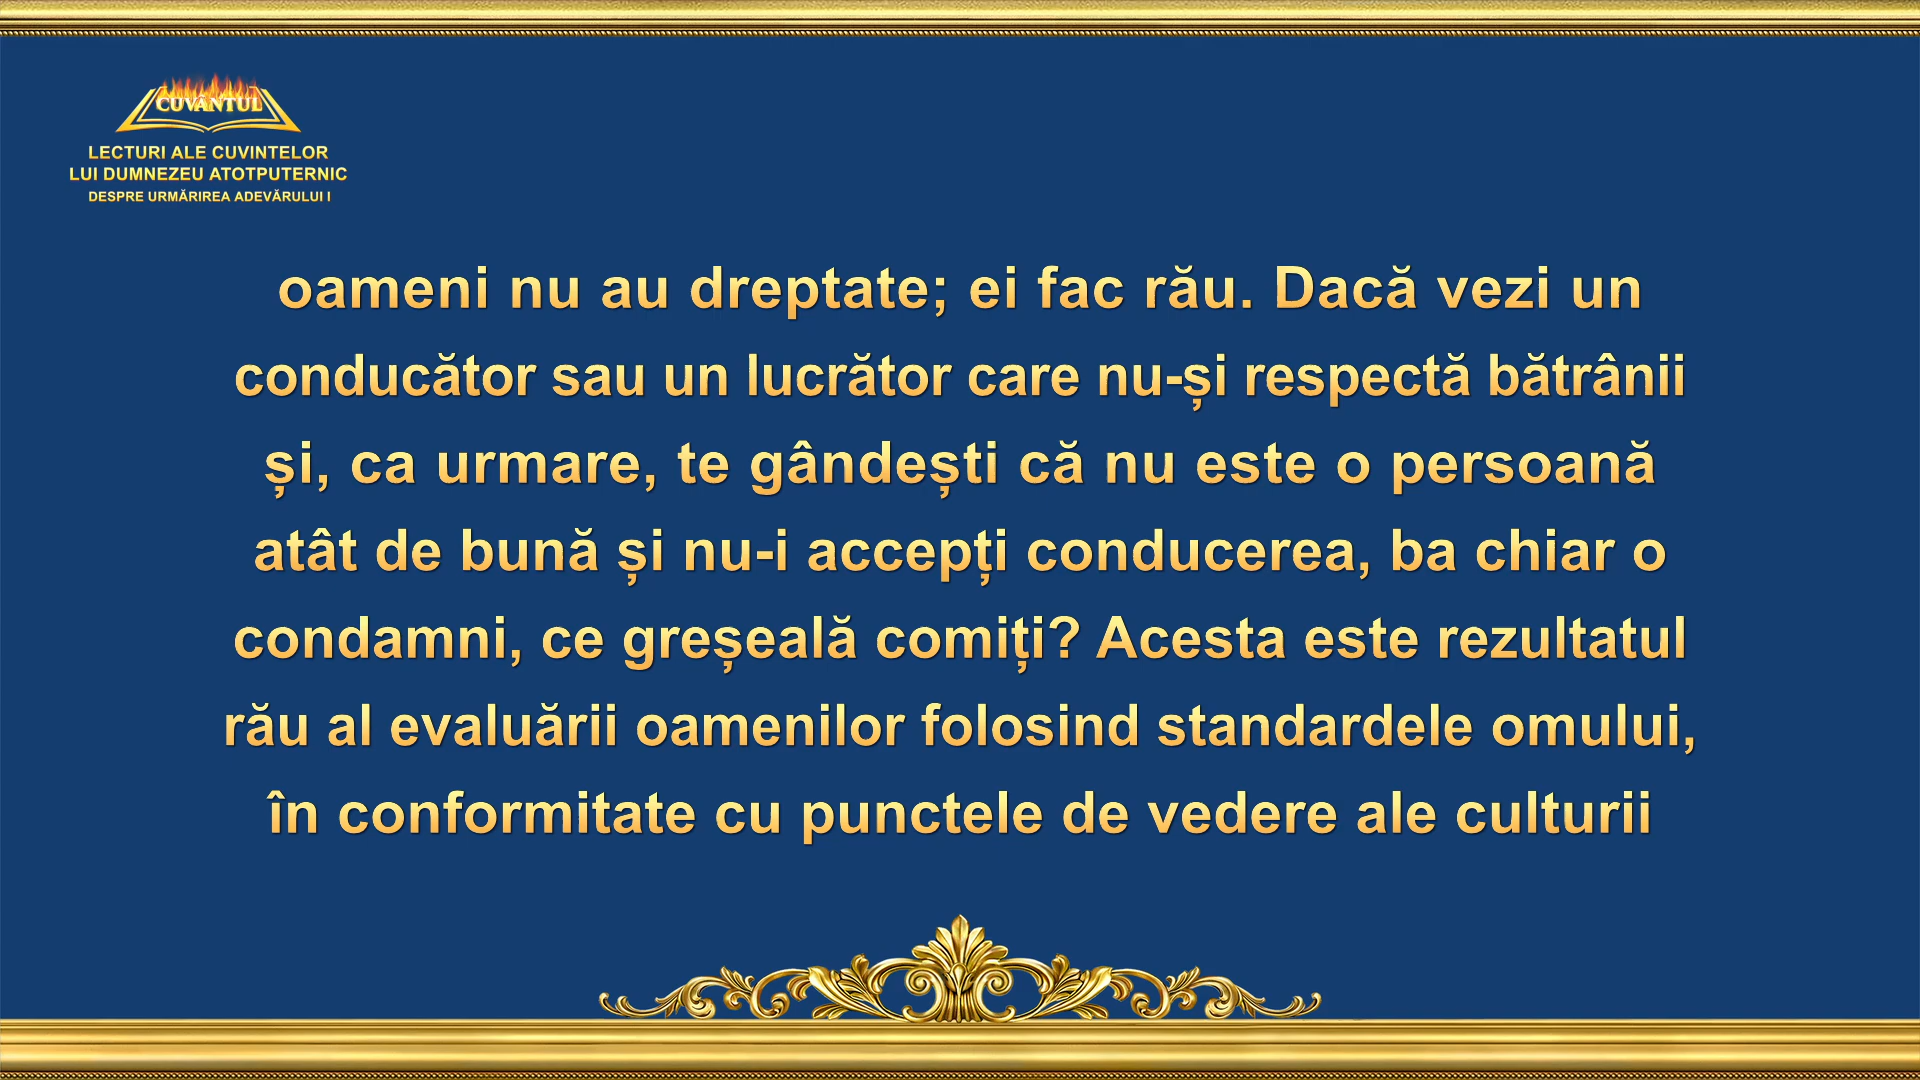 CUVÂNTUL
LECTURI ALE CUVINTELOR
LUI DUMNEZEU ATOTPUTERNIC
DESPRE URMĂRIREA ADEVĂRULUI I
oameni nu au dreptate; ei fac rău. Dacă vezi un
conducător sau un lucrător care nu-și respectă bătrânii
și, ca urmare, te gândești că nu este o persoană
atât de bună și nu-i accepți conducerea, ba chiar o
condamni, ce greșeală comiți? Acesta este rezultatul
rău al evaluării oamenilor folosind standardele omului,
în conformitate cu punctele de vedere ale culturii